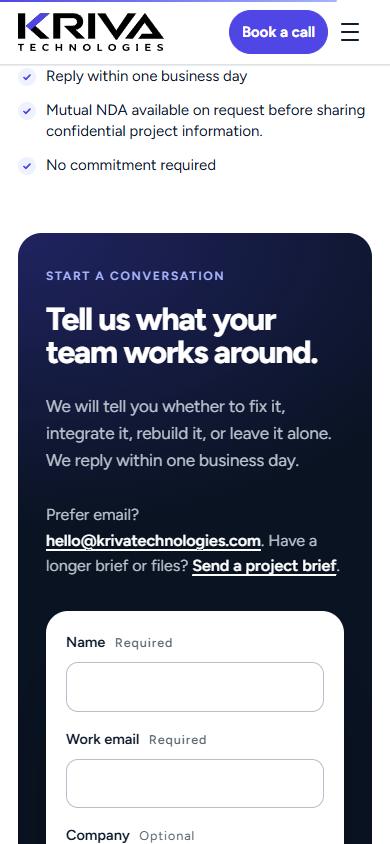 KRIVA
TECHNOLOGIES
Book a call
Reply within one business day
Mutual NDA available on request before sharing
confidential project information.
No commitment required
START A CONVERSATION
Tell us what your
team works around.
We will tell you whether to fix it,
integrate it, rebuild it, or leave it alone.
We reply within one business day.
Prefer email?
hello@krivatechnologies.com. Have a
longer brief or files? Send a project brief.
Name Required
Work email Required
Company Optional